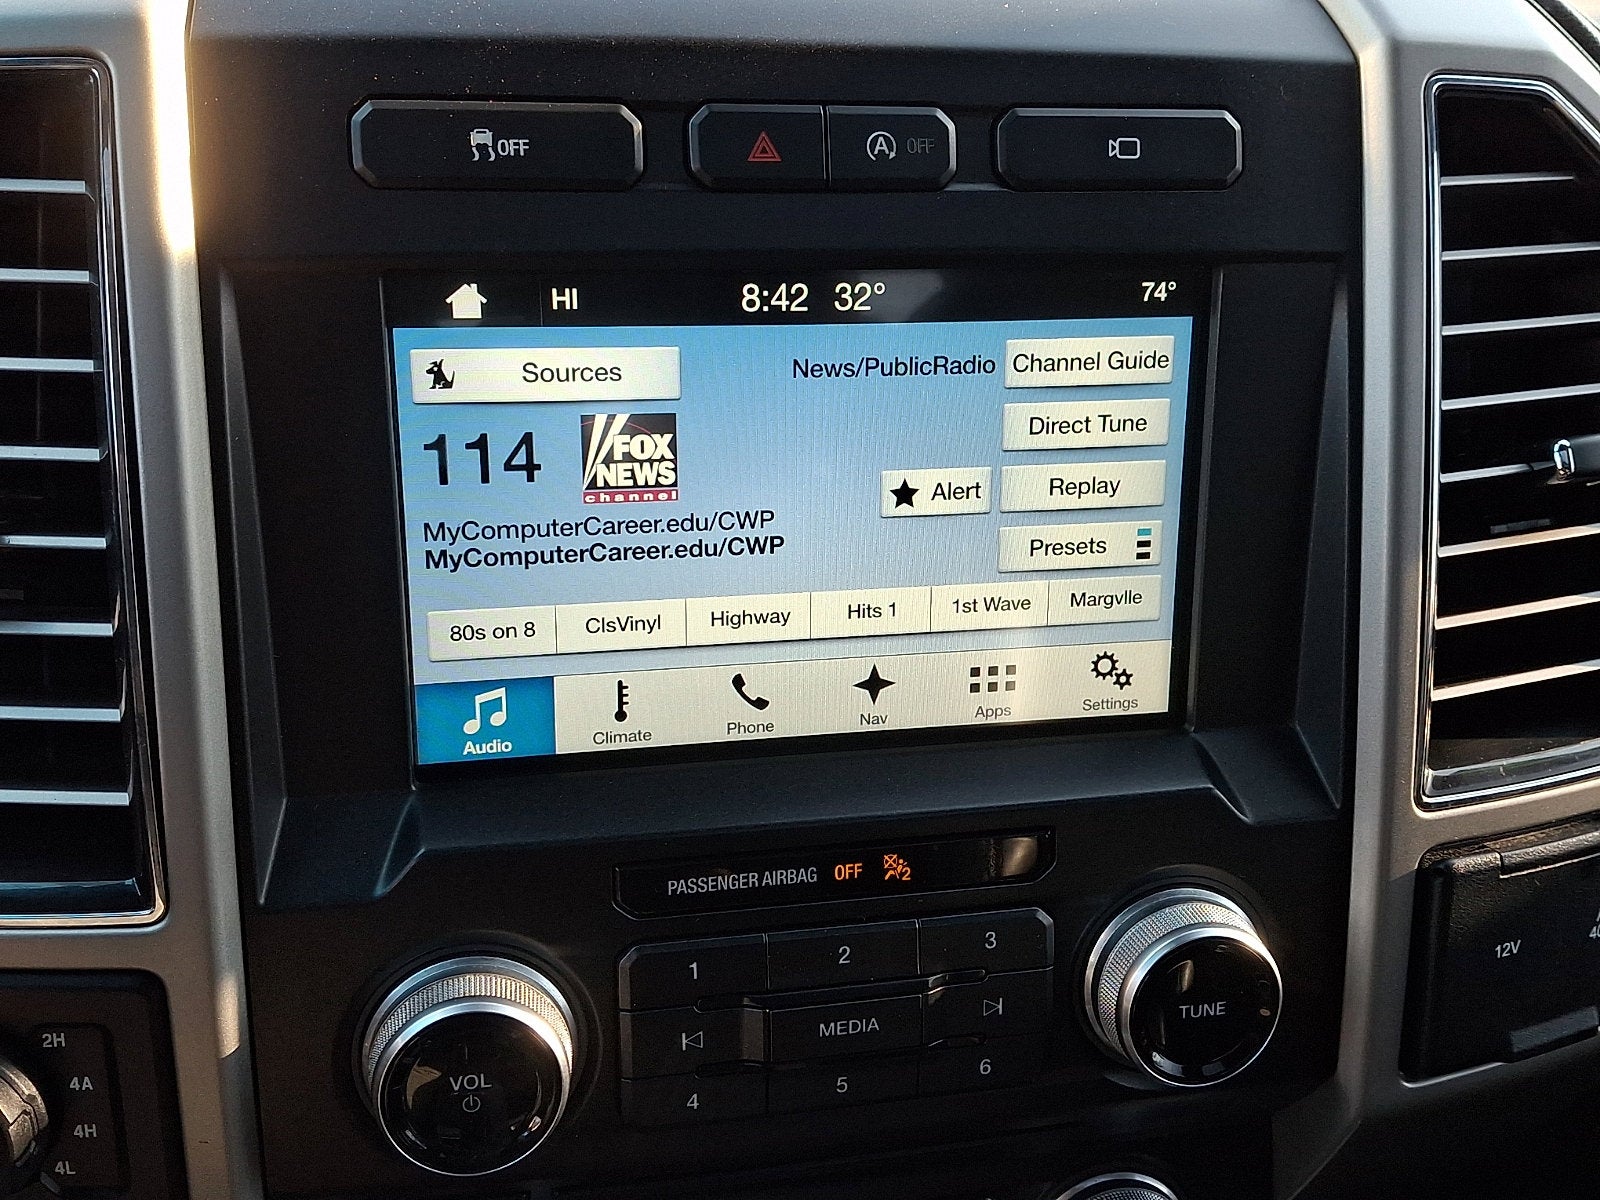 OFF
A OFF
HI 8:42 32° 74°
Sources
News/PublicRadio
Channel Guide
114
FOX
NEWS
channel
Direct Tune
Alert
Replay
MyComputerCareer.edu/CWP
MyComputerCareer.edu/CWP
Presets
80s on 8 ClsVinyl Highway Hits 1 1st Wave Margvlle
Audio Climate Phone Nav Apps Settings
PASSENGER AIRBAG OFF 2
1 2 3
MEDIA
4 5 6
VOL
TUNE
2H
4A
4H
4L
12V